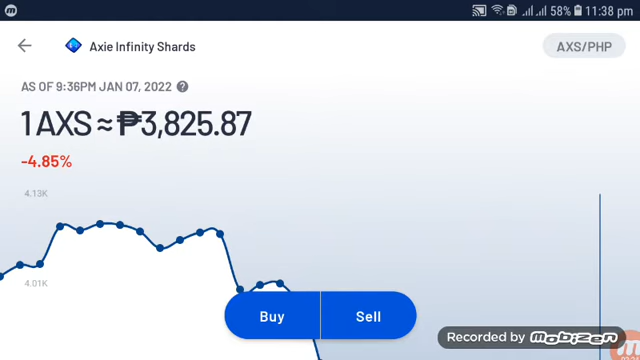 58% 11:38 pm
Axie Infinity Shards
AXS/PHP
AS OF 9:36PM JAN 07, 2022 ?
1 AXS ≈ ₱3,825.87
-4.85%
4.13K
4.01K
Buy
Sell
Recorded by Mobizen